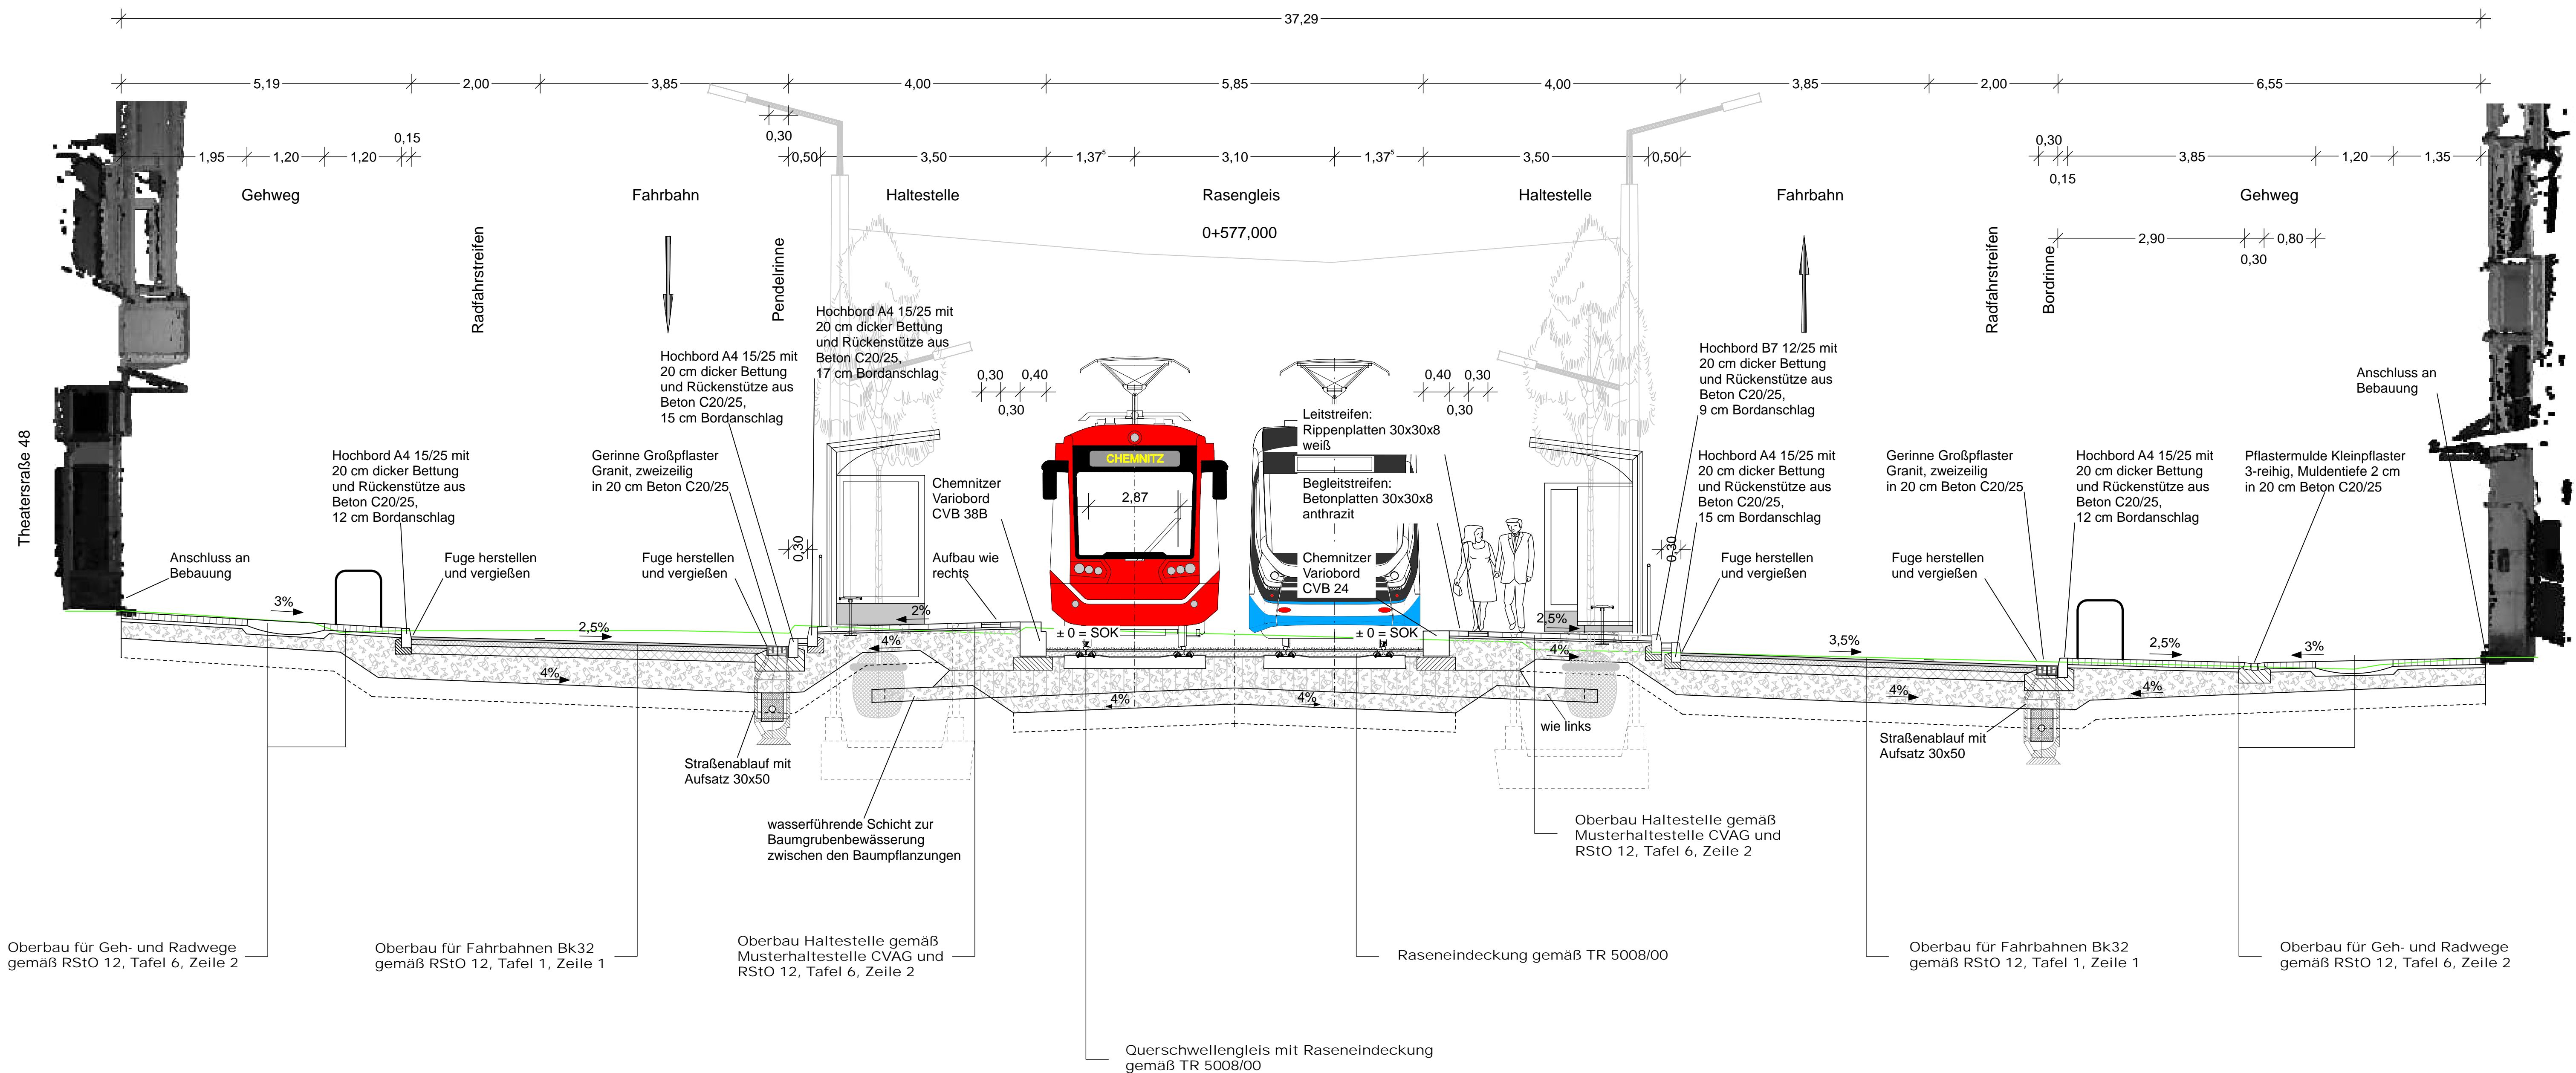 37,29
5,19
2,00
3,85
4,00
5,85
4,00
3,85
2,00
6,55
0,30
0,15
1,95
1,20
1,20
0,50
3,50
1,37⁵
3,10
1,37⁵
3,50
0,50
0,30
0,15
3,85
1,20
1,35
Gehweg
Fahrbahn
Haltestelle
Rasengleis
Haltestelle
Fahrbahn
Gehweg
0+577,000
2,90
0,30
0,80
Radfahrstreifen
Pendelrinne
Radfahrstreifen
Bordrinne
Hochbord A4 15/25 mit
20 cm dicker Bettung
und Rückenstütze aus
Beton C20/25,
17 cm Bordanschlag
Hochbord A4 15/25 mit
20 cm dicker Bettung
und Rückenstütze aus
Beton C20/25,
15 cm Bordanschlag
0,30
0,40
0,30
0,40
0,30
0,30
Hochbord B7 12/25 mit
20 cm dicker Bettung
und Rückenstütze aus
Beton C20/25,
9 cm Bordanschlag
Anschluss an
Bebauung
Theatersraße 48
Hochbord A4 15/25 mit
20 cm dicker Bettung
und Rückenstütze aus
Beton C20/25,
12 cm Bordanschlag
Gerinne Großpflaster
Granit, zweizeilig
in 20 cm Beton C20/25
Chemnitzer
Variobord
CVB 38B
CHEMNITZ
2,87
Leitstreifen:
Rippenplatten 30x30x8
weiß
Begleitstreifen:
Betonplatten 30x30x8
anthrazit
Chemnitzer
Variobord
CVB 24
Hochbord A4 15/25 mit
20 cm dicker Bettung
und Rückenstütze aus
Beton C20/25,
15 cm Bordanschlag
Gerinne Großpflaster
Granit, zweizeilig
in 20 cm Beton C20/25
Hochbord A4 15/25 mit
20 cm dicker Bettung
und Rückenstütze aus
Beton C20/25,
12 cm Bordanschlag
Pflastermulde Kleinpflaster
3-reihig, Muldentiefe 2 cm
in 20 cm Beton C20/25
Anschluss an
Bebauung
Fuge herstellen
und vergießen
Fuge herstellen
und vergießen
0,30
Aufbau wie
rechts
0,30
Fuge herstellen
und vergießen
Fuge herstellen
und vergießen
3%
2,5%
2%
4%
4%
± 0 = SOK
± 0 = SOK
4%
4%
2,5%
4%
3,5%
4%
2,5%
3%
4%
wie links
Straßenablauf mit
Aufsatz 30x50
Straßenablauf mit
Aufsatz 30x50
wasserführende Schicht zur
Baumgrubenbewässerung
zwischen den Baumpflanzungen
Oberbau Haltestelle gemäß
Musterhaltestelle CVAG und
RStO 12, Tafel 6, Zeile 2
Oberbau für Geh- und Radwege
gemäß RStO 12, Tafel 6, Zeile 2
Oberbau für Fahrbahnen Bk32
gemäß RStO 12, Tafel 1, Zeile 1
Oberbau Haltestelle gemäß
Musterhaltestelle CVAG und
RStO 12, Tafel 6, Zeile 2
Raseneindeckung gemäß TR 5008/00
Oberbau für Fahrbahnen Bk32
gemäß RStO 12, Tafel 1, Zeile 1
Oberbau für Geh- und Radwege
gemäß RStO 12, Tafel 6, Zeile 2
Querschwellengleis mit Raseneindeckung
gemäß TR 5008/00